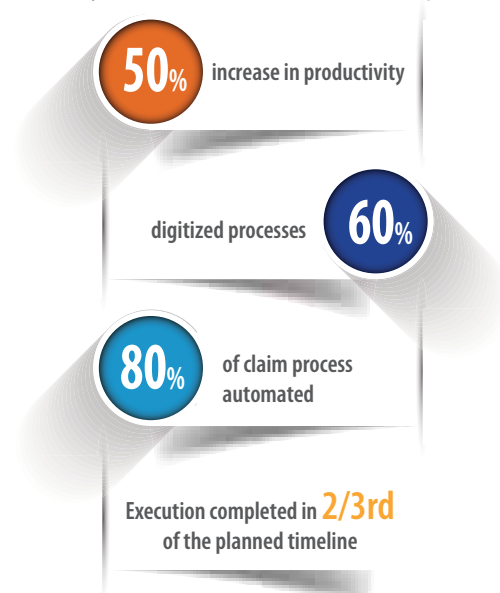 50% increase in productivity
digitized processes 60%
80% of claim process
automated
Execution completed in 2/3rd
of the planned timeline